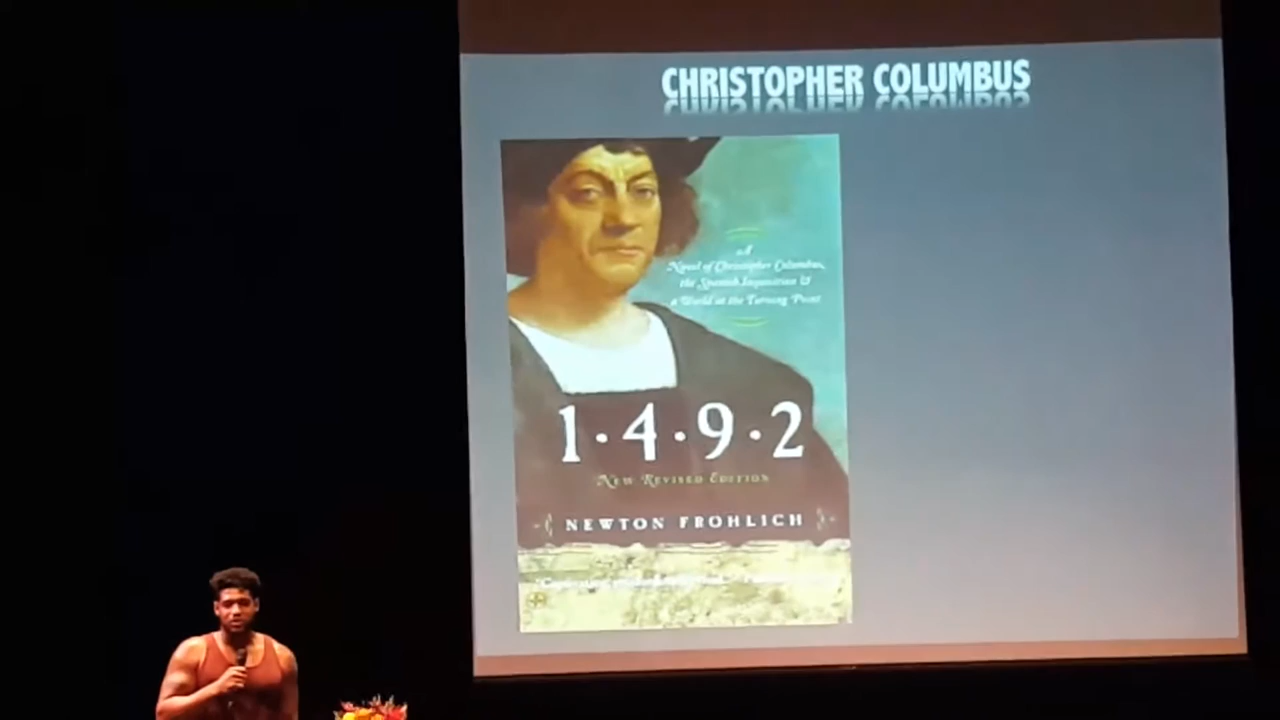 CHRISTOPHER COLUMBUS
A
Novel of Christopher Columbus,
the Spanish Inquisition &
a World at the Turning Point
1·4·9·2
NEW REVISED EDITION
NEWTON FROHLICH